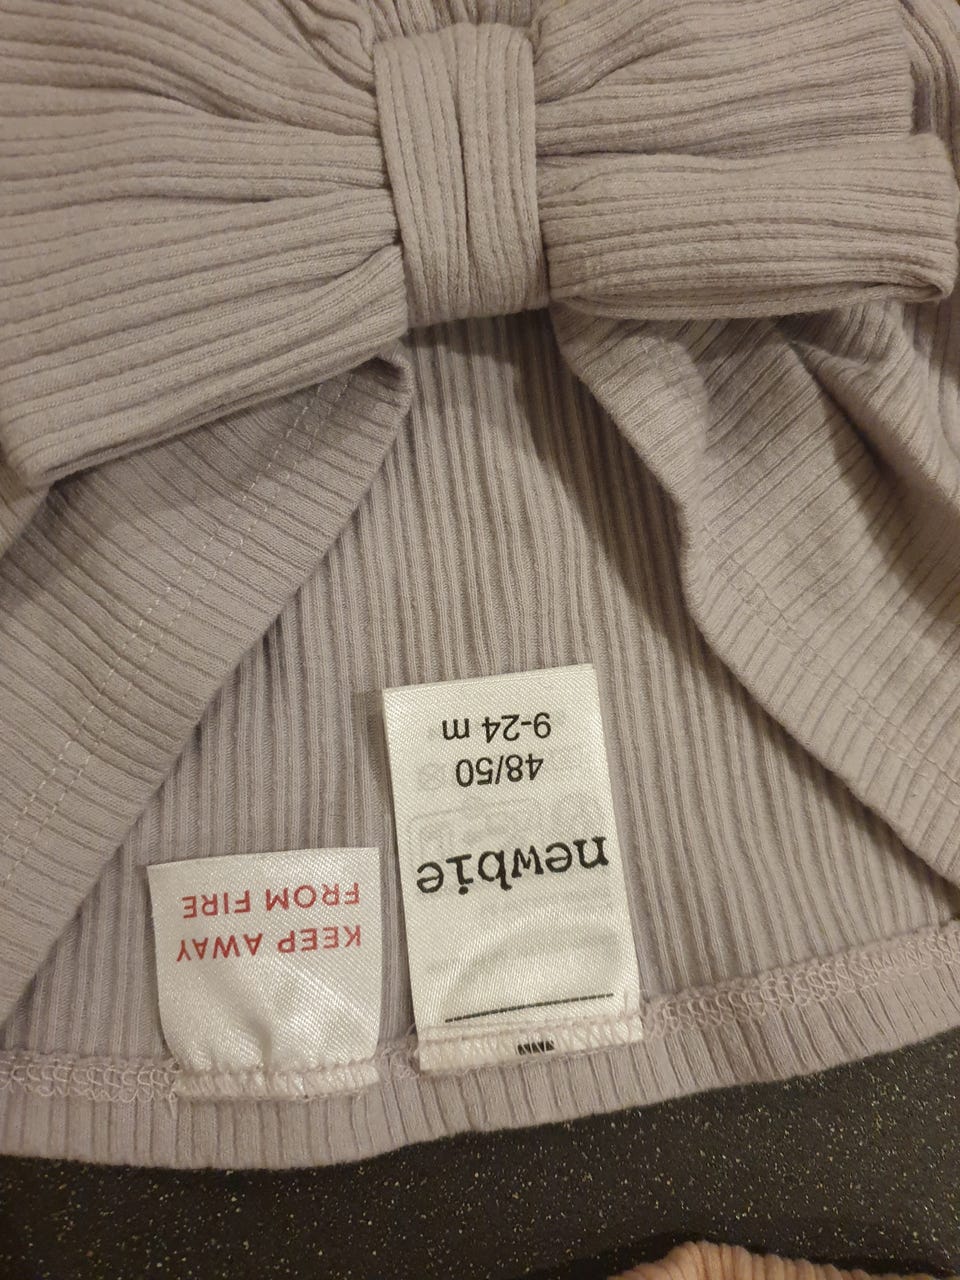 KEEP AWAY
FROM FIRE
newbie
48/50
9-24 m